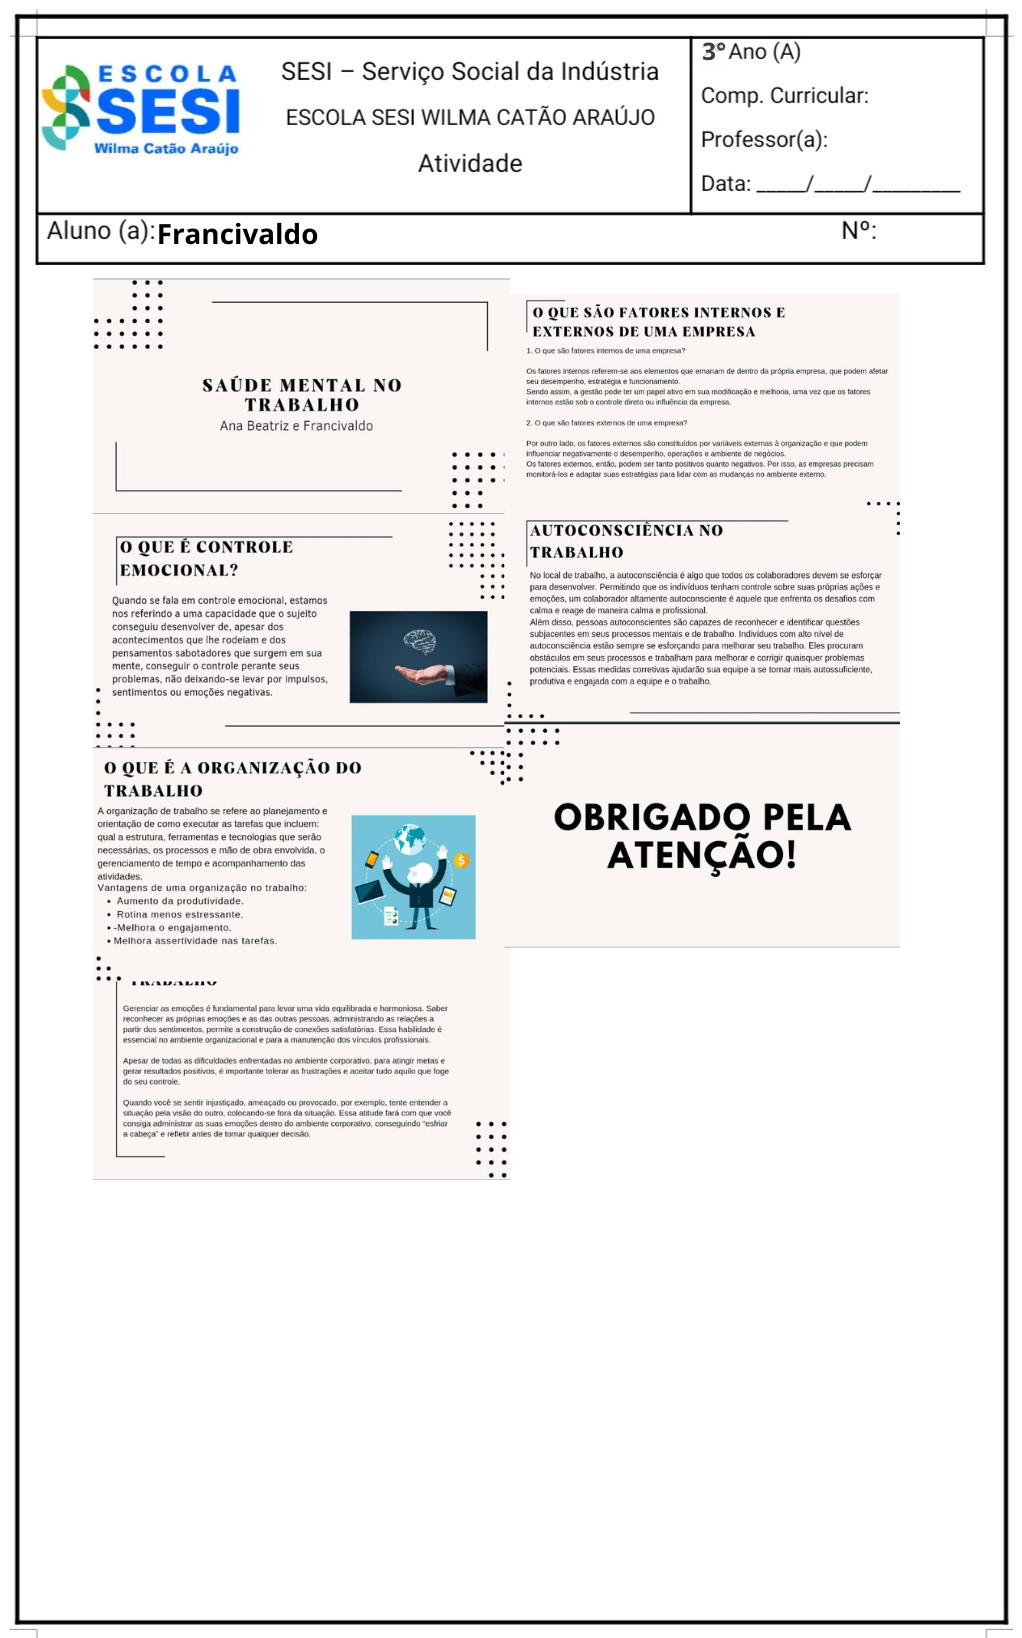 ESCOLA
SESI
Wilma Catão Araújo
SESI – Serviço Social da Indústria
ESCOLA SESI WILMA CATÃO ARAÚJO
Atividade
3º Ano (A)
Comp. Curricular:
Professor(a):
Data: _____/_____/_________
Aluno (a): Francivaldo
Nº:
SAÚDE MENTAL NO
TRABALHO
Ana Beatriz e Francivaldo
O QUE SÃO FATORES INTERNOS E
EXTERNOS DE UMA EMPRESA
1. O que são fatores internos de uma empresa?
Os fatores internos referem-se aos elementos que emanam de dentro da própria empresa, que podem afetar
seu desempenho, estratégia e funcionamento.
Sendo assim, a gestão pode ter um papel ativo em sua modificação e melhoria, uma vez que os fatores
internos estão sob o controle direto ou influência da empresa.
2. O que são fatores externos de uma empresa?
Por outro lado, os fatores externos são constituídos por variáveis externas à organização e que podem
influenciar negativamente o desempenho, operações e ambiente de negócios.
Os fatores externos, então, podem ser tanto positivos quanto negativos. Por isso, as empresas precisam
monitorá-los e adaptar suas estratégias para lidar com as mudanças no ambiente externo.
O QUE É CONTROLE
EMOCIONAL?
Quando se fala em controle emocional, estamos
nos referindo a uma capacidade que o sujeito
conseguiu desenvolver de, apesar dos
acontecimentos que lhe rodeiam e dos
pensamentos sabotadores que surgem em sua
mente, conseguir o controle perante seus
problemas, não deixando-se levar por impulsos,
sentimentos ou emoções negativas.
AUTOCONSCIÊNCIA NO
TRABALHO
No local de trabalho, a autoconsciência é algo que todos os colaboradores devem se esforçar
para desenvolver. Permitindo que os indivíduos tenham controle sobre suas próprias ações e
emoções, um colaborador altamente autoconsciente é aquele que enfrenta os desafios com
calma e reage de maneira calma e profissional.
Além disso, pessoas autoconscientes são capazes de reconhecer e identificar questões
subjacentes em seus processos mentais e de trabalho. Indivíduos com alto nível de
autoconsciência estão sempre se esforçando para melhorar seu trabalho. Eles procuram
obstáculos em seus processos e trabalham para melhorar e corrigir quaisquer problemas
potenciais. Essas medidas corretivas ajudarão sua equipe a se tornar mais autossuficiente,
produtiva e engajada com a equipe e o trabalho.
O QUE É A ORGANIZAÇÃO DO
TRABALHO
A organização de trabalho se refere ao planejamento e
orientação de como executar as tarefas que incluem:
qual a estrutura, ferramentas e tecnologias que serão
necessárias, os processos e mão de obra envolvida, o
gerenciamento de tempo e acompanhamento das
atividades.
Vantagens de uma organização no trabalho:
• Aumento da produtividade.
• Rotina menos estressante.
• -Melhora o engajamento.
• Melhora assertividade nas tarefas.
OBRIGADO PELA
ATENÇÃO!
TRABALHO
Gerenciar as emoções é fundamental para levar uma vida equilibrada e harmoniosa. Saber
reconhecer as próprias emoções e as das outras pessoas, administrando as relações a
partir dos sentimentos, permite a construção de conexões satisfatórias. Essa habilidade é
essencial no ambiente organizacional e para a manutenção dos vínculos profissionais.
Apesar de todas as dificuldades enfrentadas no ambiente corporativo, para atingir metas e
gerar resultados positivos, é importante tolerar as frustrações e aceitar tudo aquilo que foge
do seu controle.
Quando você se sentir injustiçado, ameaçado ou provocado, por exemplo, tente entender a
situação pela visão do outro, colocando-se fora da situação. Essa atitude fará com que você
consiga administrar as suas emoções dentro do ambiente corporativo, conseguindo “esfriar
a cabeça” e refletir antes de tomar qualquer decisão.